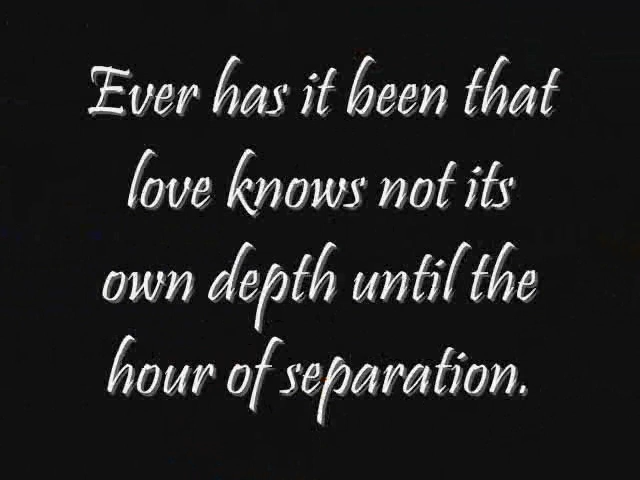 Ever has it been that
love knows not its
own depth until the
hour of separation.